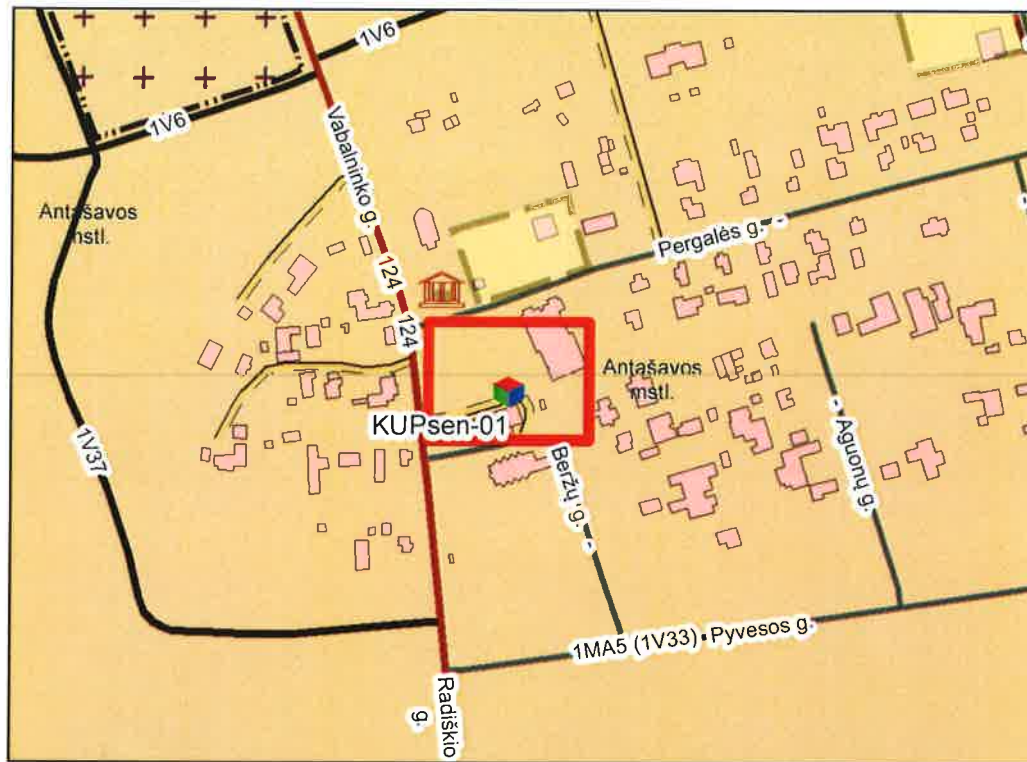 1V6
1V6
Vabalninko g.
Antašavos
mstl.
Pergalės g.
124
124
Antašavos
mstl.
KUPsen-01
1V37
Beržų g.
Aguonų g.
1MA5 (1V33) Pyvesos g.
Radiškio
g.